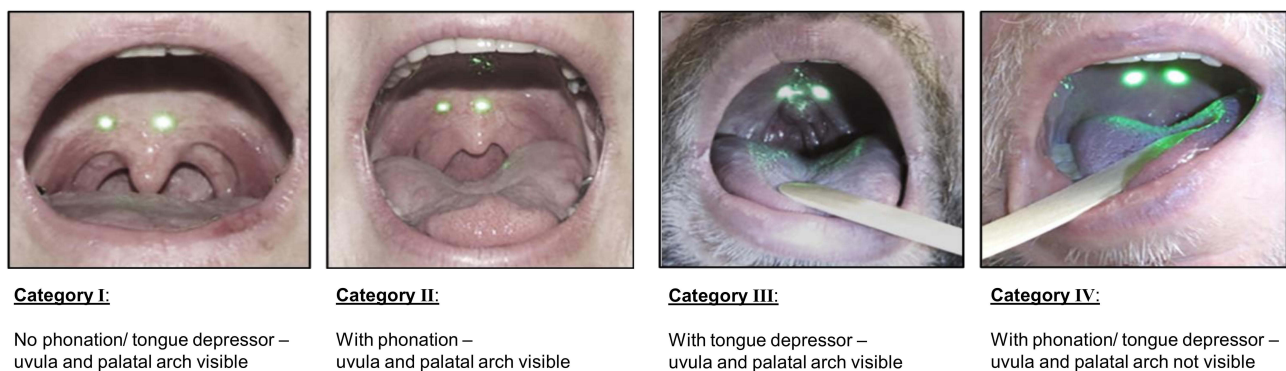 Category I:
No phonation/ tongue depressor –
uvula and palatal arch visible
Category II:
With phonation –
uvula and palatal arch visible
Category III:
With tongue depressor –
uvula and palatal arch visible
Category IV:
With phonation/ tongue depressor –
uvula and palatal arch not visible